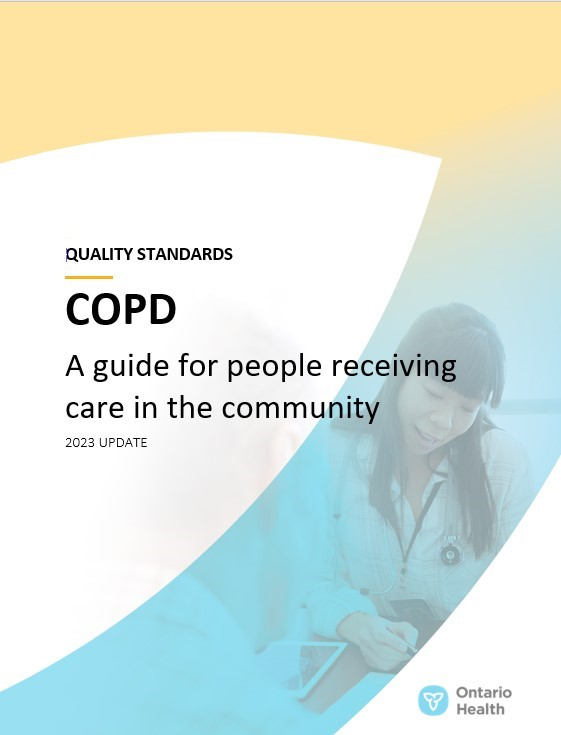 QUALITY STANDARDS
COPD
A guide for people receiving
care in the community
2023 UPDATE
Ontario
Health